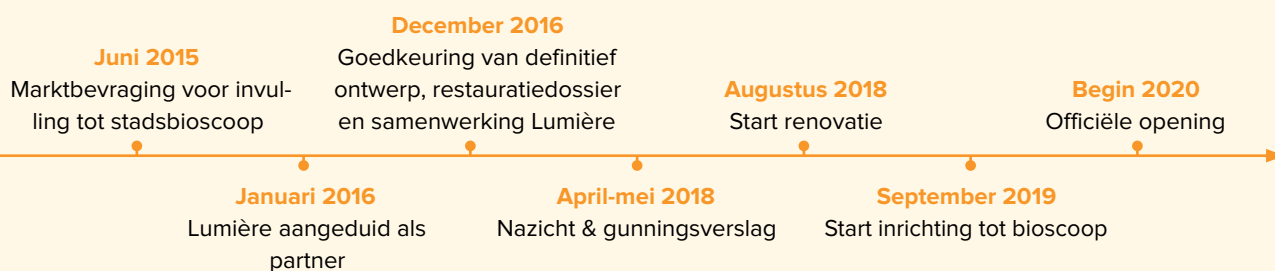 Juni 2015
Marktbevraging voor invul-
ling tot stadsbioscoop
Januari 2016
Lumière aangeduid als
partner
December 2016
Goedkeuring van definitief
ontwerp, restauratiedossier
en samenwerking Lumière
April-mei 2018
Nazicht & gunningsverslag
Augustus 2018
Start renovatie
September 2019
Start inrichting tot bioscoop
Begin 2020
Officiële opening